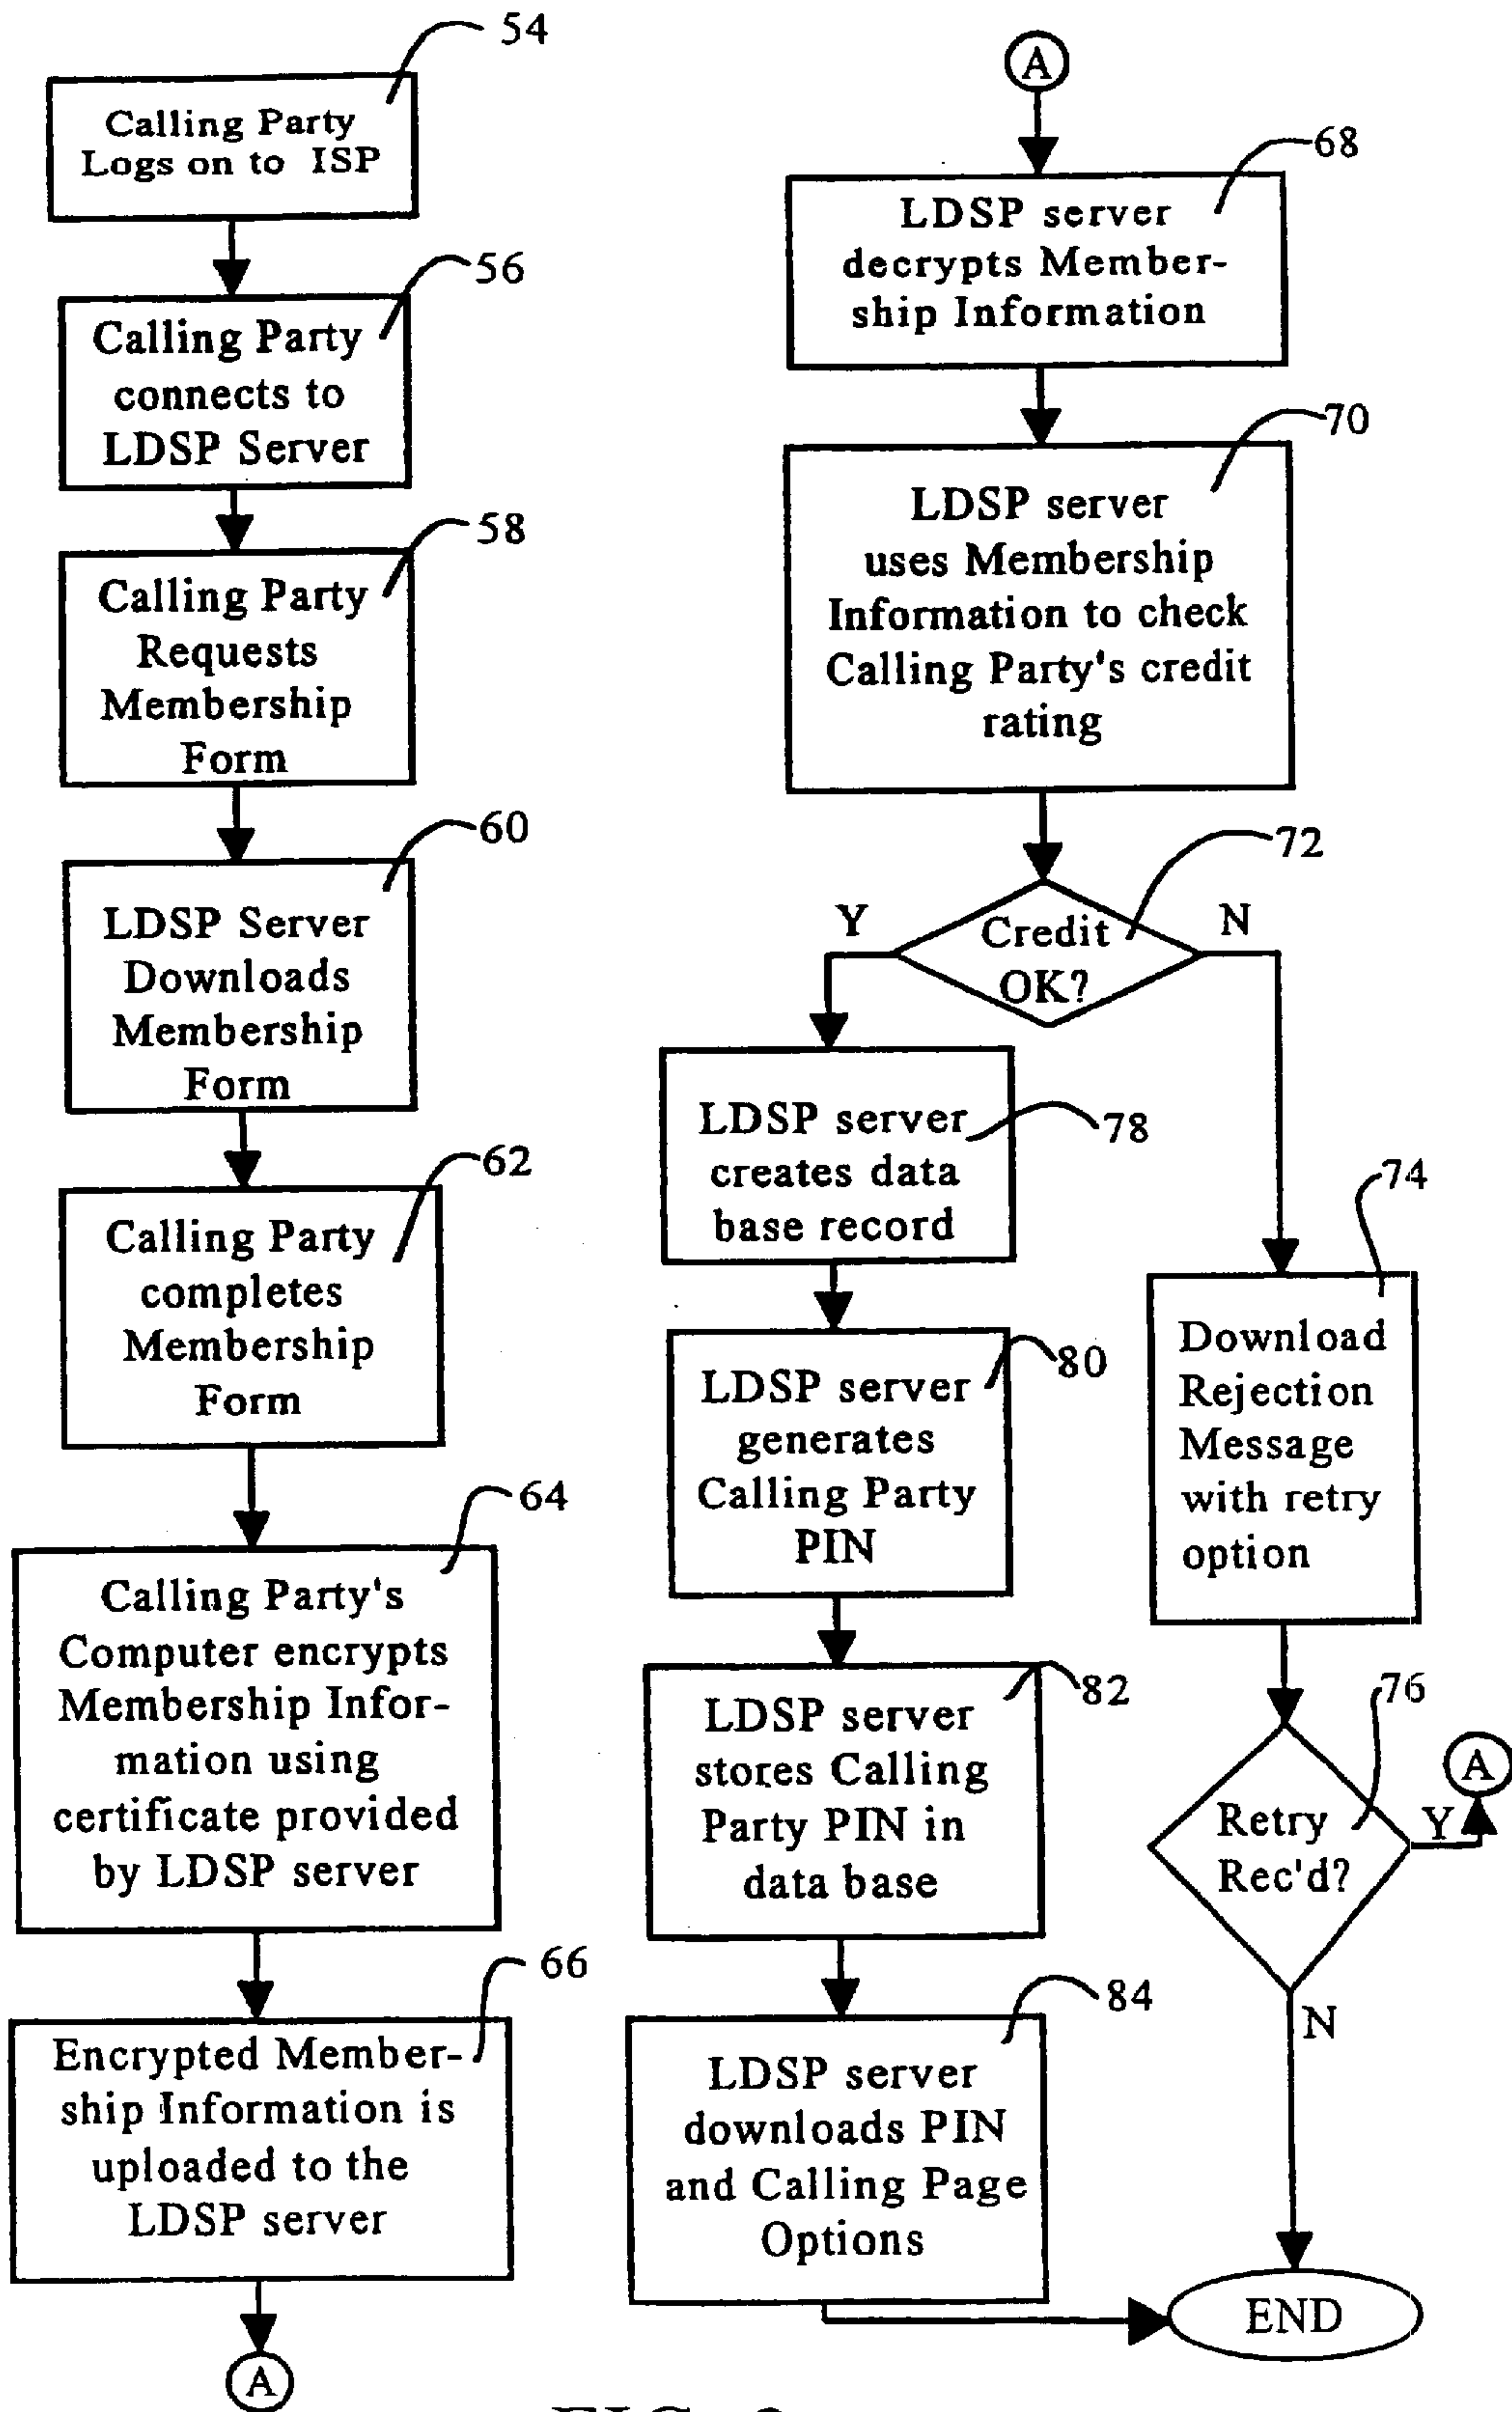 54
Calling Party
Logs on to ISP
56
Calling Party
connects to
LDSP Server
58
Calling Party
Requests
Membership
Form
60
LDSP Server
Downloads
Membership
Form
62
Calling Party
completes
Membership
Form
64
Calling Party's
Computer encrypts
Membership Infor-
mation using
certificate provided
by LDSP server
66
Encrypted Member-
ship Information is
uploaded to the
LDSP server
A
A
68
LDSP server
decrypts Member-
ship Information
70
LDSP server
uses Membership
Information to check
Calling Party's credit
rating
72
Y
Credit
OK?
N
78
LDSP server
creates data
base record
80
LDSP server
generates
Calling Party
PIN
82
LDSP server
stores Calling
Party PIN in
data base
84
LDSP server
downloads PIN
and Calling Page
Options
74
Download
Rejection
Message
with retry
option
76
Retry
Rec'd?
Y
A
N
END